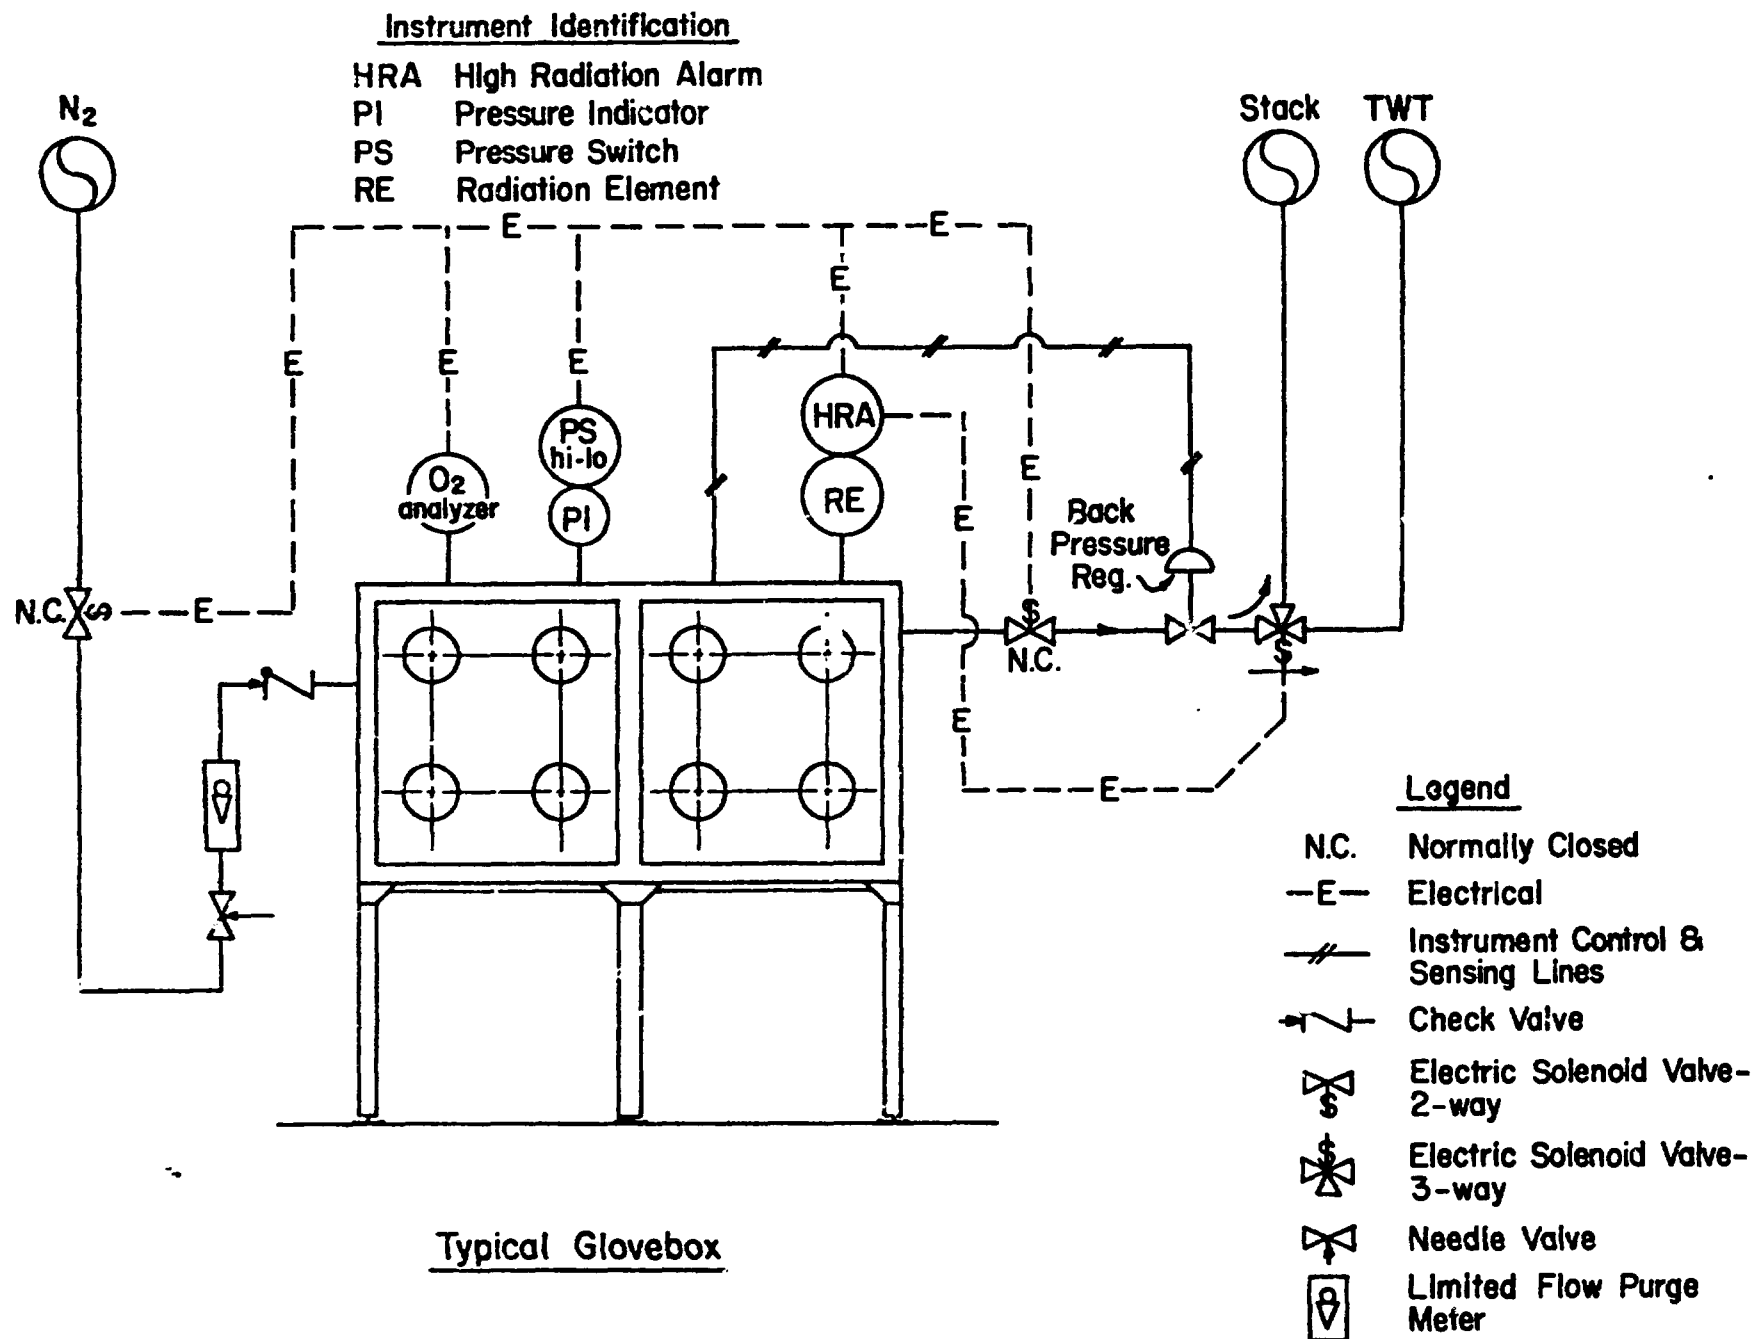 Instrument Identification
HRA High Radiation Alarm
PI Pressure Indicator
PS Pressure Switch
RE Radiation Element
N2
Stack
TWT
E
E
E
E
E
E
E
HRA
PS
hi-lo
O2
analyzer
RE
PI
E
E
Back
Pressure
Reg.
N.C.
S
E
S
N.C.
S
E
E
Legend
N.C. Normally Closed
-E- Electrical
Instrument Control &
Sensing Lines
Check Valve
Electric Solenoid Valve-
2-way
S
Electric Solenoid Valve-
3-way
S
Needle Valve
Limited Flow Purge
Meter
Typical Glovebox